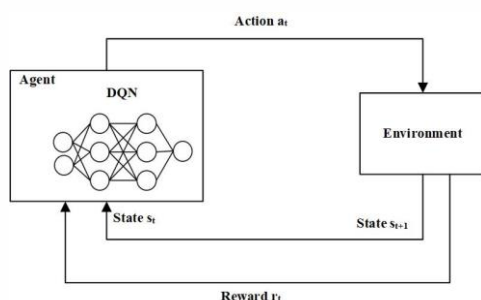 Action aₜ
Agent
DQN
Environment
State sₜ
State sₜ₊₁
Reward rₜ